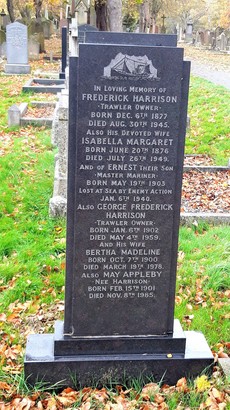 In Loving Memory of
Frederick Harrison
-Trawler Owner-
Born Dec. 6th 1877
Died Aug. 30th 1945.
Also His Devoted Wife
Isabella Margaret
Born June 20th 1876
Died July 26th 1949.
And of Ernest Their Son
-Master Mariner-
Born May 19th 1903
Lost at Sea by Enemy Action
Jan. 6th 1940.
Also George Frederick
Harrison
-Trawler Owner-
Born Jan. 6th 1902
Died May 4th 1959.
And His Wife
Bertha Madeline
Born Oct. 7th 1900
Died March 19th 1978.
Also May Appleby
-Nee Harrison-
Born Feb. 15th 1901
Died Nov. 8th 1985.